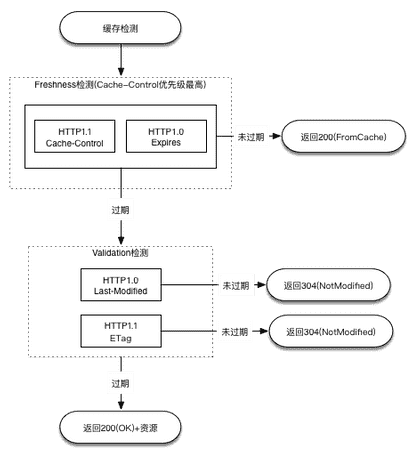 缓存检测
Freshness检测(Cache-Control优先级最高)
HTTP1.1
Cache-Control
HTTP1.0
Expires
未过期
返回200(FromCache)
过期
Validation检测
HTTP1.0
Last-Modified
未过期
返回304(NotModified)
HTTP1.1
ETag
未过期
返回304(NotModified)
过期
返回200(OK)+资源